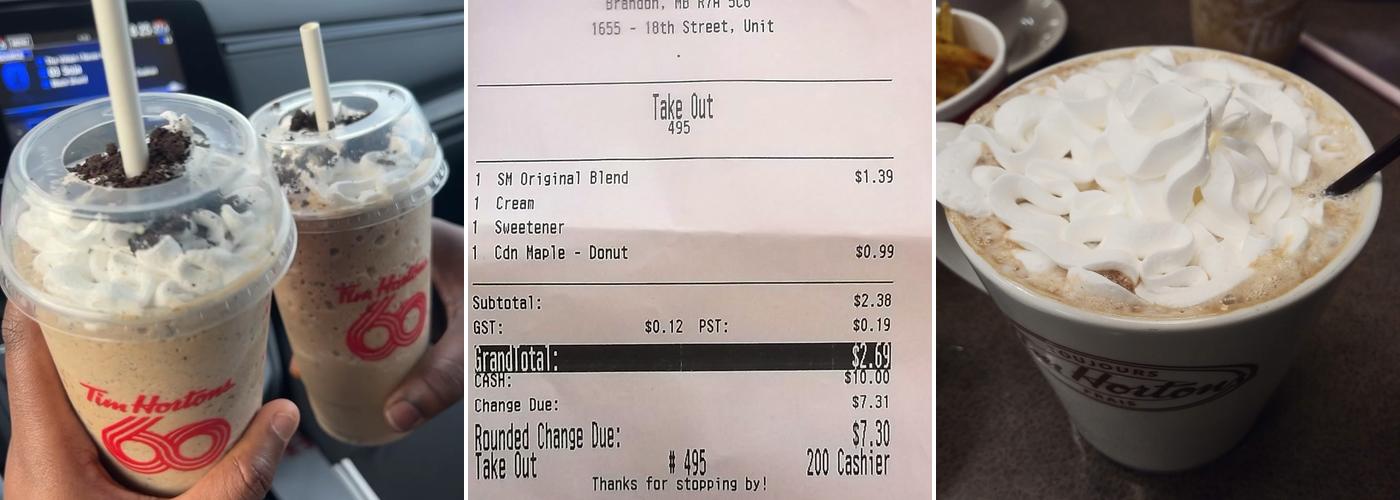 Tim Hortons
60
Tim Hortons
60
Brandon, MB R7A 5C6
1655 - 18th Street, Unit
Take Out
495
1 SM Original Blend $1.39
1 Cream
1 Sweetener
1 Cdn Maple - Donut $0.99
Subtotal: $2.38
GST: $0.12 PST: $0.19
GrandTotal: $2.69
CASH: $10.00
Change Due: $7.31
Rounded Change Due: $7.30
Take Out # 495 200 Cashier
Thanks for stopping by!
TOUJOURS
Tim Hortons
FRAIS